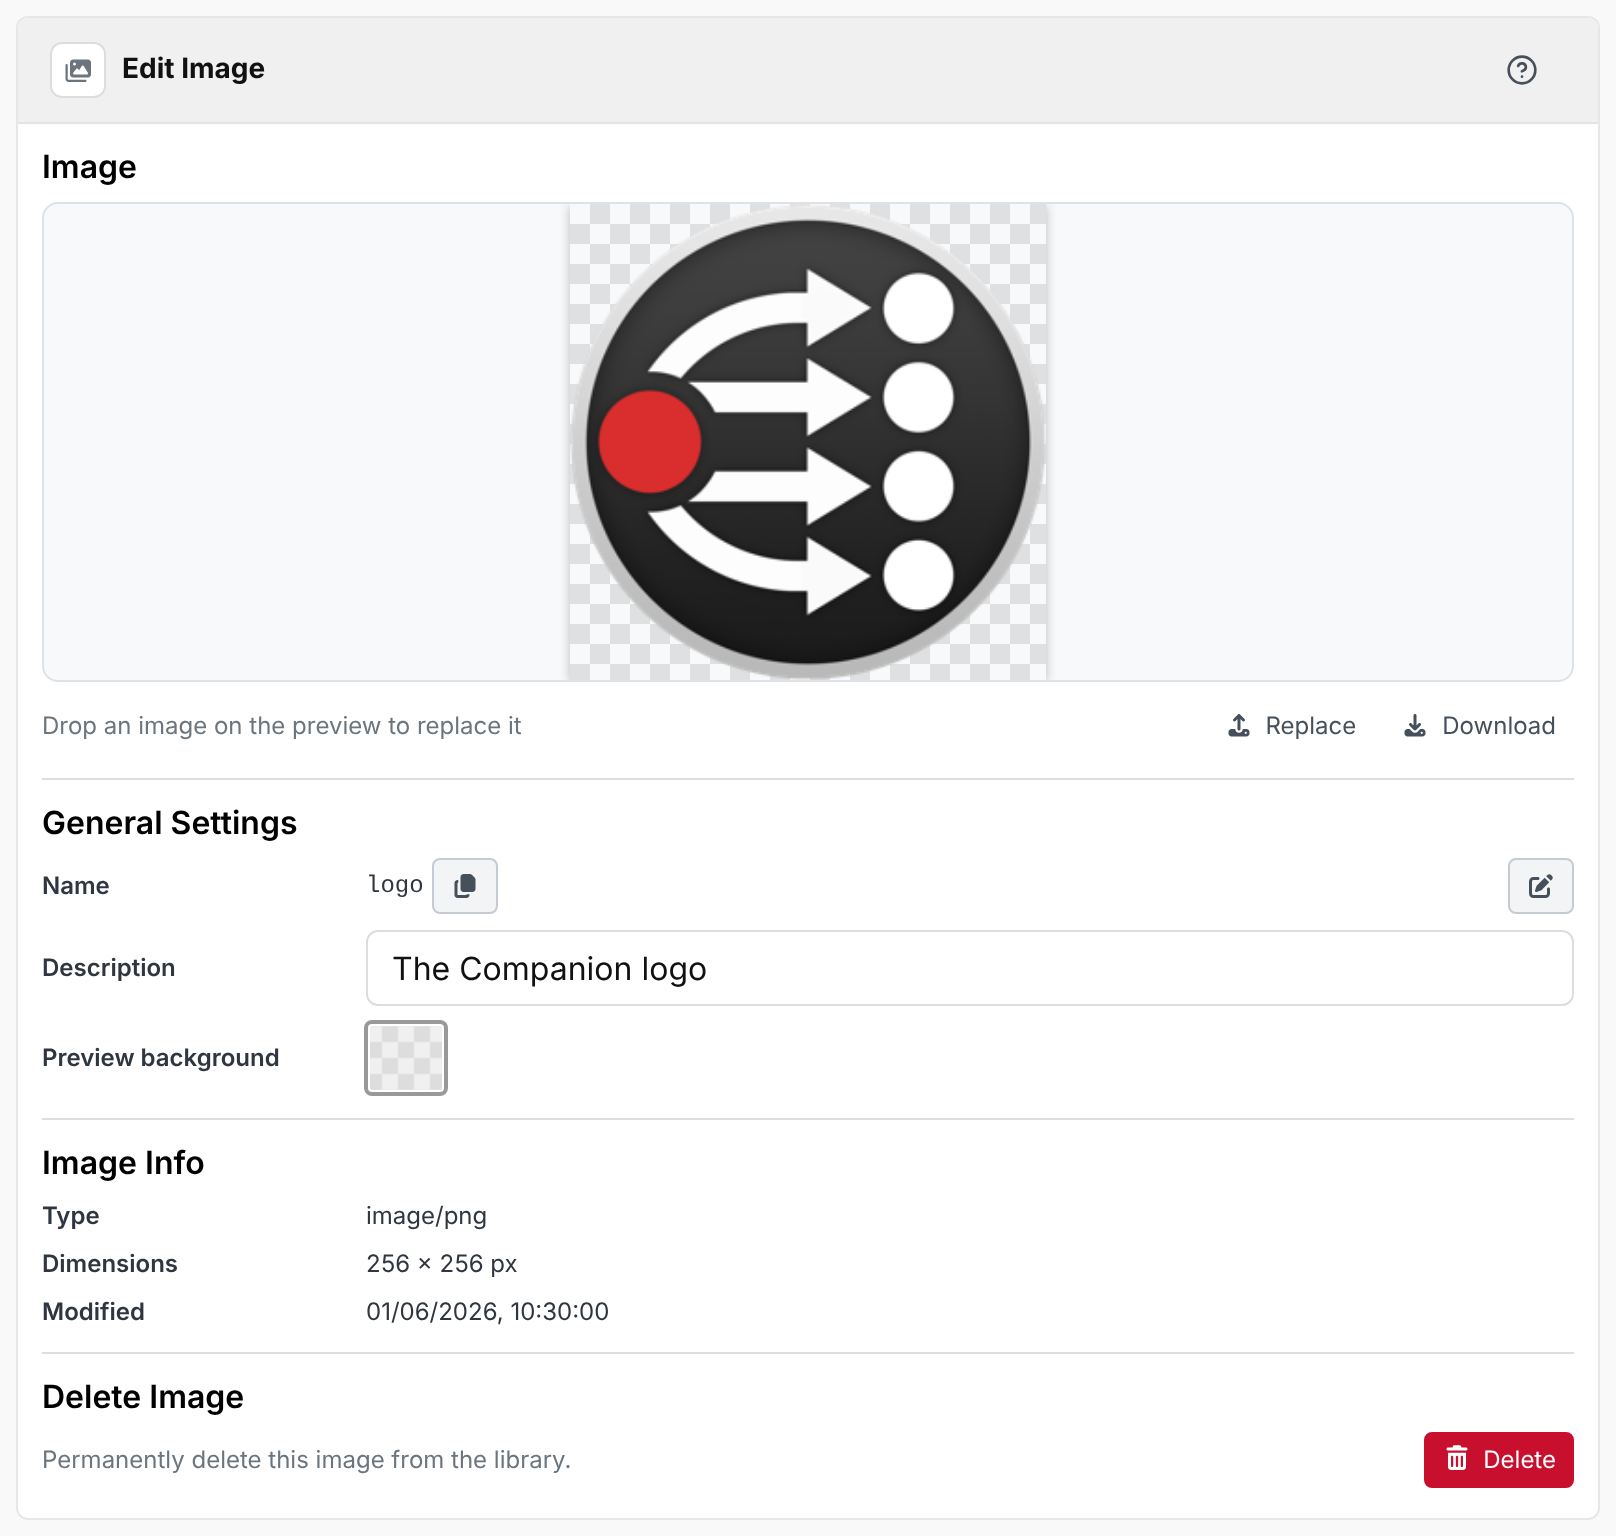 Edit Image
Image
Drop an image on the preview to replace it
Replace
Download
General Settings
Name
logo
Description
The Companion logo
Preview background
Image Info
Type
image/png
Dimensions
256 × 256 px
Modified
01/06/2026, 10:30:00
Delete Image
Permanently delete this image from the library.
Delete